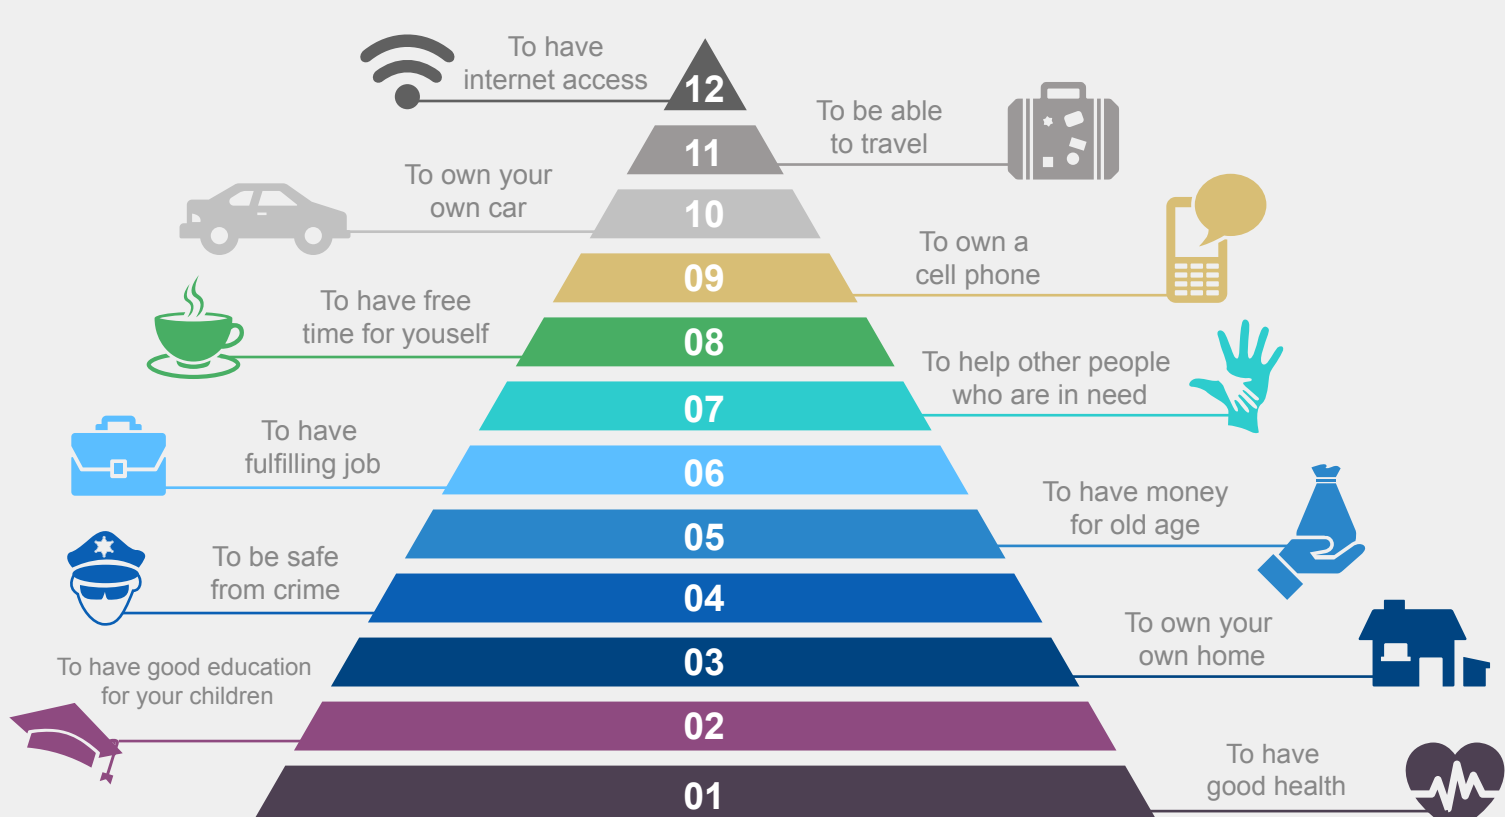 To have
internet access
12
11
To be able
to travel
To own your
own car
10
09
To own a
cell phone
To have free
time for youself
08
07
To help other people
who are in need
To have
fulfilling job
06
05
To have money
for old age
To be safe
from crime
04
03
To own your
own home
To have good education
for your children
02
01
To have
good health